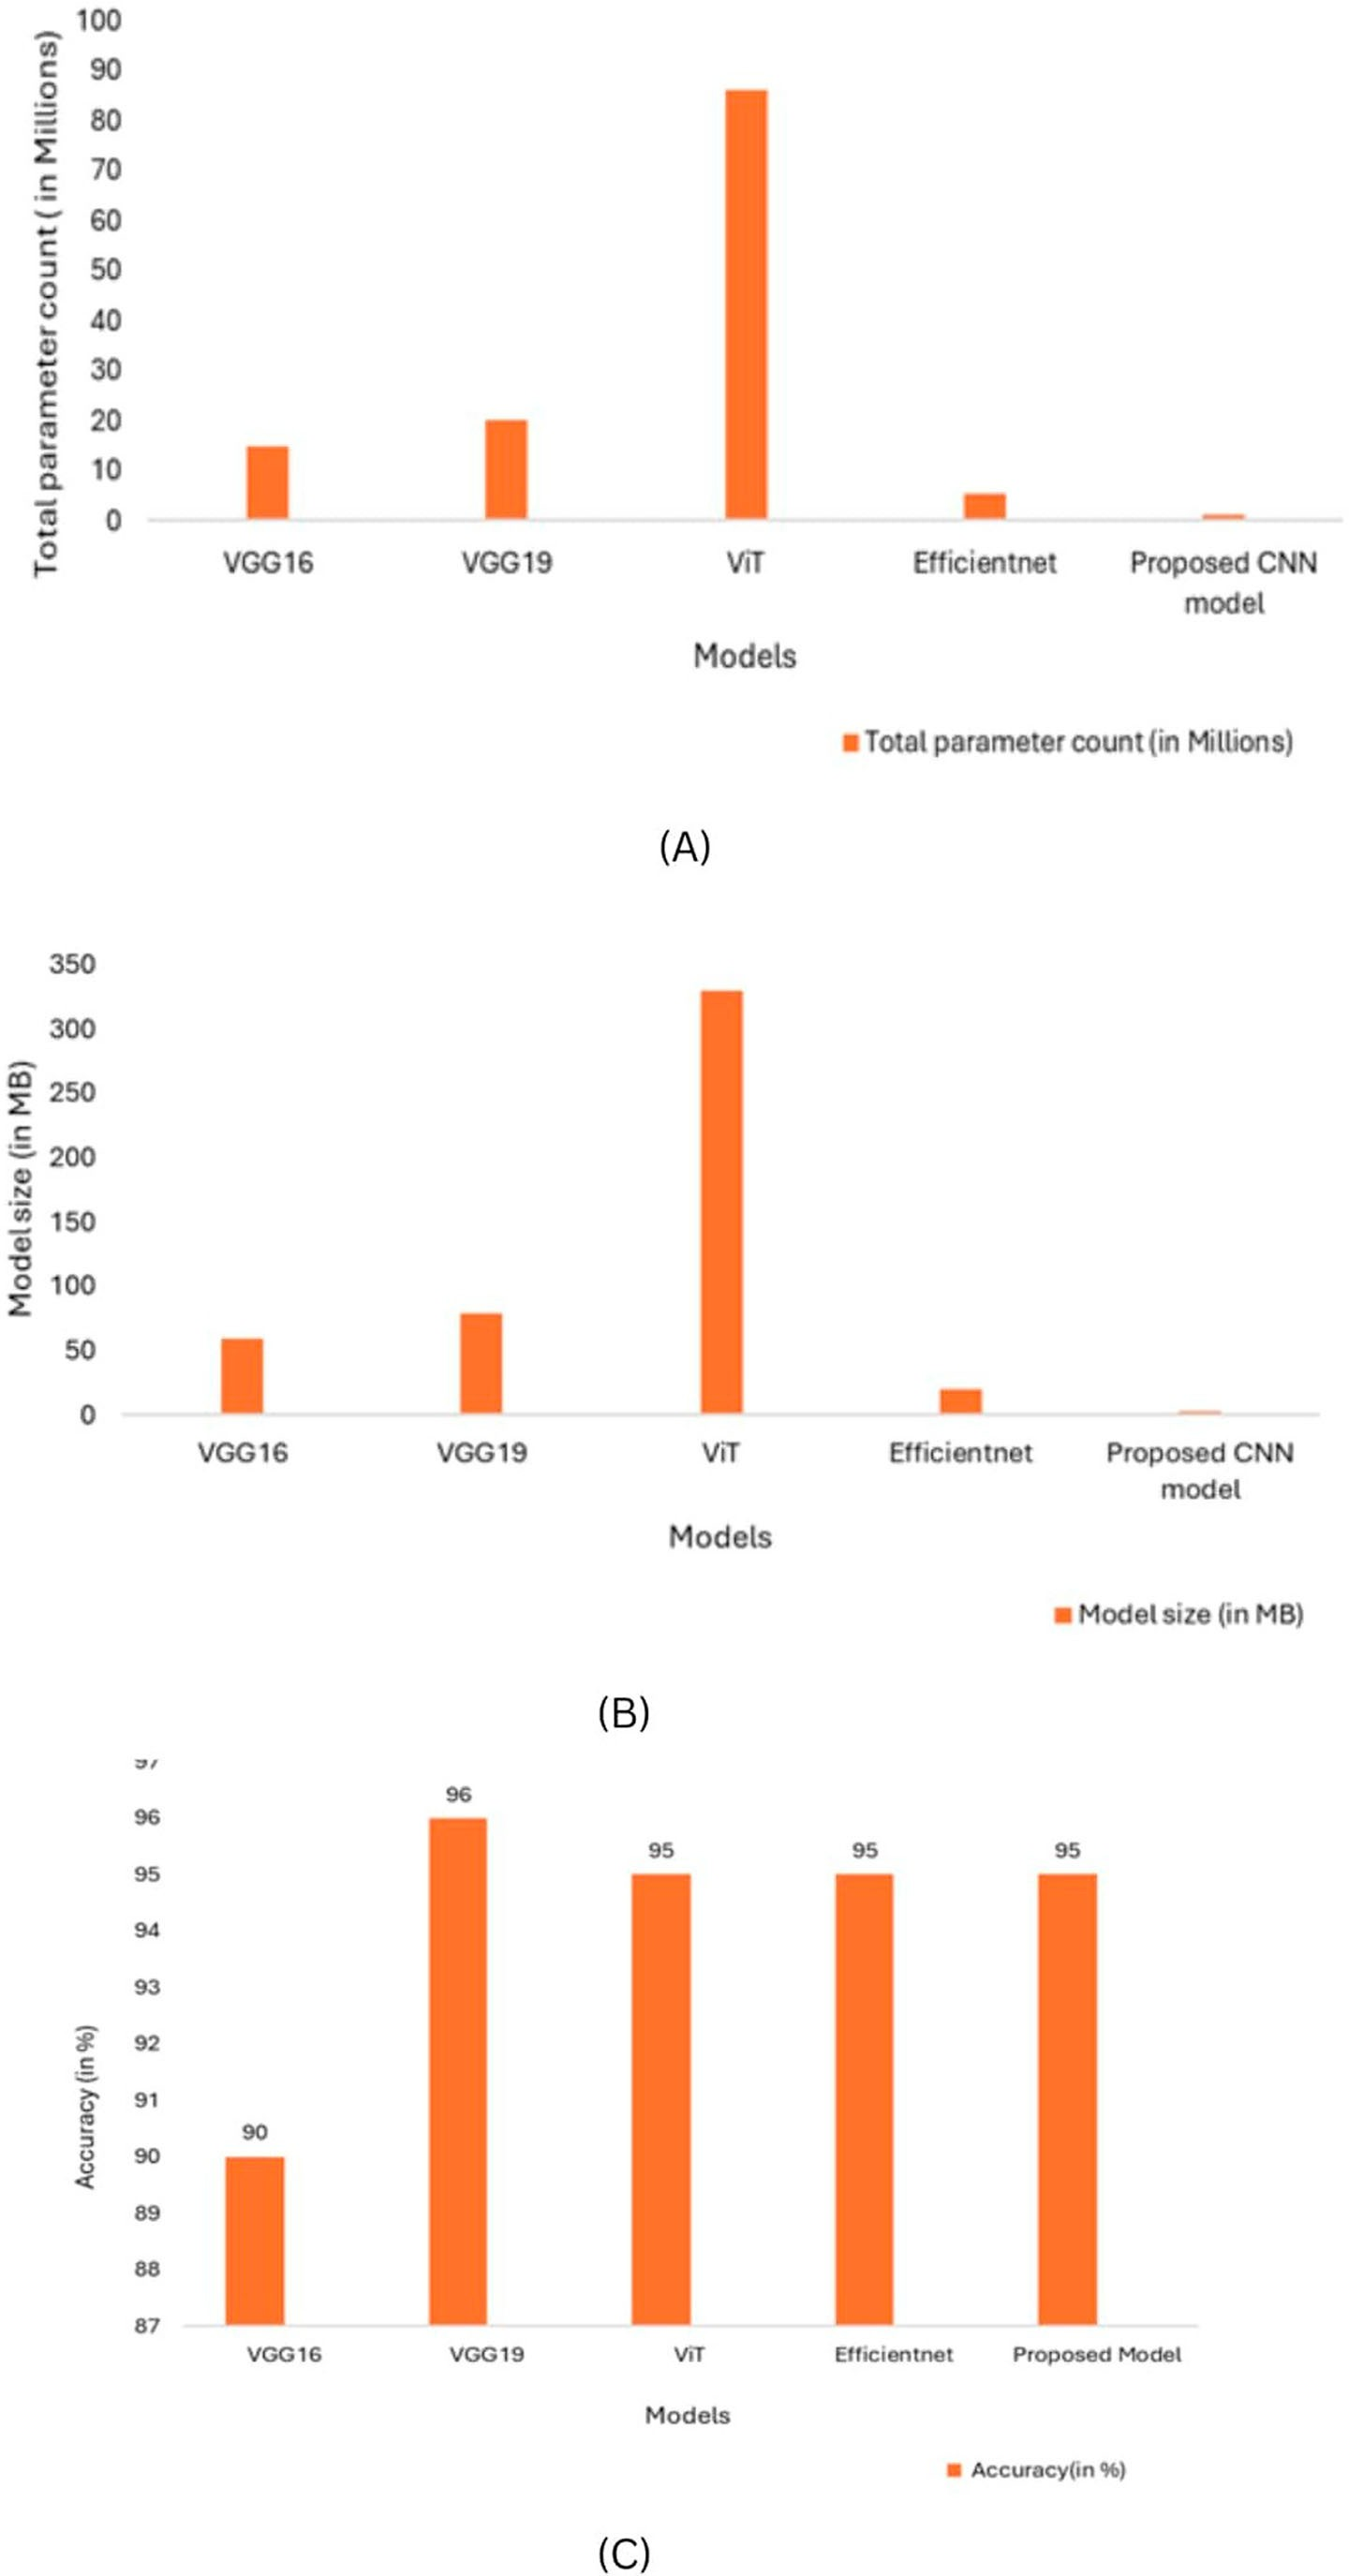 100
90
80
70
60
50
40
30
20
10
0
Total parameter count ( in Millions)
VGG16 VGG19 ViT Efficientnet Proposed CNN
model
Models
Total parameter count (in Millions)
(A)
350
300
250
200
150
100
50
0
Model size (in MB)
VGG16 VGG19 ViT Efficientnet Proposed CNN
model
Models
Model size (in MB)
(B)
97
96
95
94
93
92
91
90
89
88
87
Accuracy (in %)
90 96 95 95 95
VGG16 VGG19 ViT Efficientnet Proposed Model
Models
Accuracy(in %)
(C)